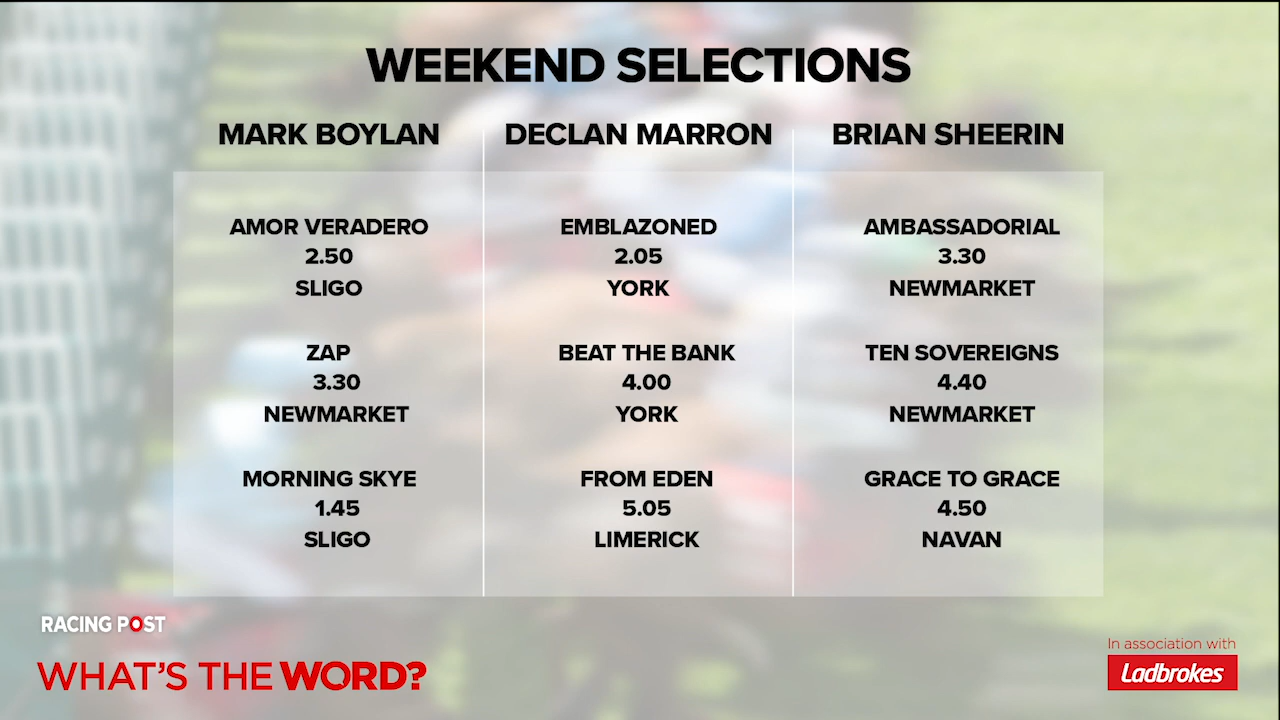 WEEKEND SELECTIONS
MARK BOYLAN
AMOR VERADERO
2.50
SLIGO
ZAP
3.30
NEWMARKET
MORNING SKYE
1.45
SLIGO
DECLAN MARRON
EMBLAZONED
2.05
YORK
BEAT THE BANK
4.00
YORK
FROM EDEN
5.05
LIMERICK
BRIAN SHEERIN
AMBASSADORIAL
3.30
NEWMARKET
TEN SOVEREIGNS
4.40
NEWMARKET
GRACE TO GRACE
4.50
NAVAN
RACING POST
WHAT'S THE WORD?
In association with
Ladbrokes